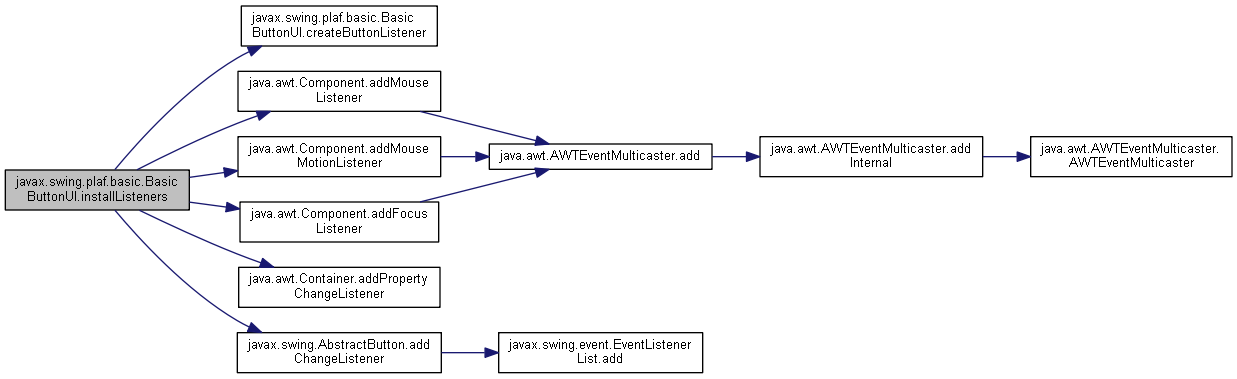 javax.swing.plaf.basic.Basic
ButtonUI.installListeners
javax.swing.plaf.basic.Basic
ButtonUI.createButtonListener
java.awt.Component.addMouse
Listener
java.awt.Component.addMouse
MotionListener
java.awt.Component.addFocus
Listener
java.awt.Container.addProperty
ChangeListener
javax.swing.AbstractButton.add
ChangeListener
java.awt.AWTEventMulticaster.add
javax.swing.event.EventListener
List.add
java.awt.AWTEventMulticaster.add
Internal
java.awt.AWTEventMulticaster.
AWTEventMulticaster